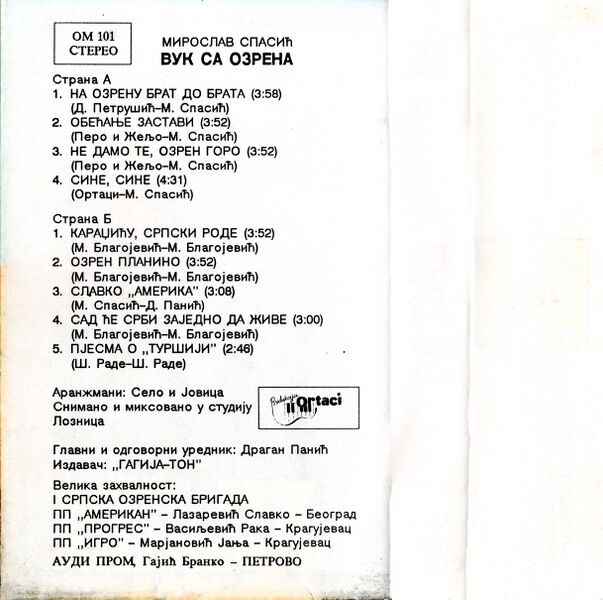 ОМ 101
СТЕРЕО
МИРОСЛАВ СПАСИЋ
ВУК СА ОЗРЕНА
Страна А
1. НА ОЗРЕНУ БРАТ ДО БРАТА (3:58)
(Д. Петрушић–М. Спасић)
2. ОБЕЋАЊЕ ЗАСТАВИ (3:52)
(Перо и Жељо–М. Спасић)
3. НЕ ДАМО ТЕ, ОЗРЕН ГОРО (3:52)
(Перо и Жељо–М. Спасић)
4. СИНЕ, СИНЕ (4:31)
(Ортаци–М. Спасић)
Страна Б
1. КАРАЏИЋУ, СРПСКИ РОДЕ (3:52)
(М. Благојевић–М. Благојевић)
2. ОЗРЕН ПЛАНИНО (3:52)
(М. Благојевић–М. Благојевић)
3. СЛАВКО ,,АМЕРИКА” (3:08)
(М. Спасић–Д. Панић)
4. САД ЋЕ СРБИ ЗАЈЕДНО ДА ЖИВЕ (3:00)
(М. Благојевић–М. Благојевић)
5. ПЈЕСМА О ,,ТУРШИЈИ” (2:46)
(Ш. Раде–Ш. Раде)
Аранжмани: Село и Јовица
Снимано и миксовано у студију
Лозница
Produkcija
Ortaci
Главни и одговорни уредник: Драган Панић
Издавач: ,,ГАГИЈА–ТОН”
Велика захвалност:
I СРПСКА ОЗРЕНСКА БРИГАДА
ПП ,,АМЕРИКАН” – Лазаревић Славко – Београд
ПП ,,ПРОГРЕС” – Васиљевић Рака – Крагујевац
ПП ,,ИГРО” – Марјановић Јања – Крагујевац
АУДИ ПРОМ, Гајић Бранко – ПЕТРОВО